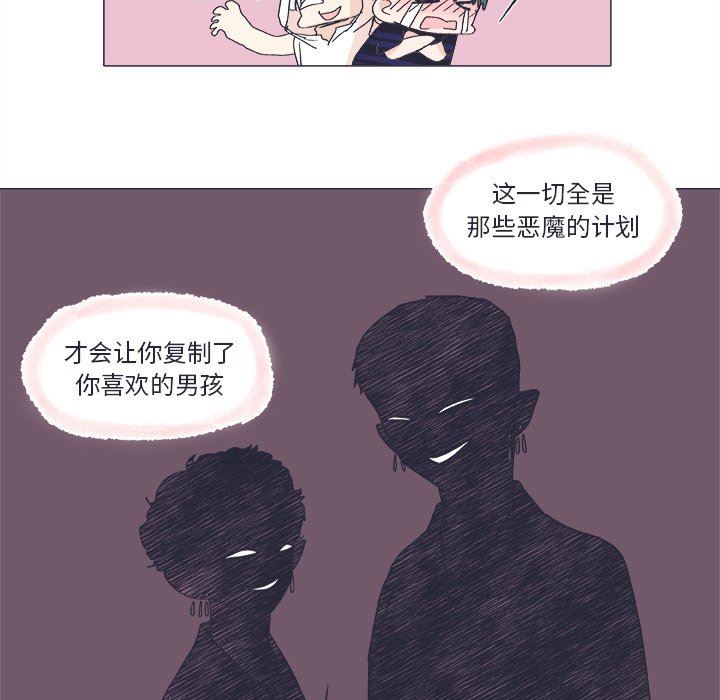 这一切全是
那些恶魔的计划
才会让你复制了
你喜欢的男孩